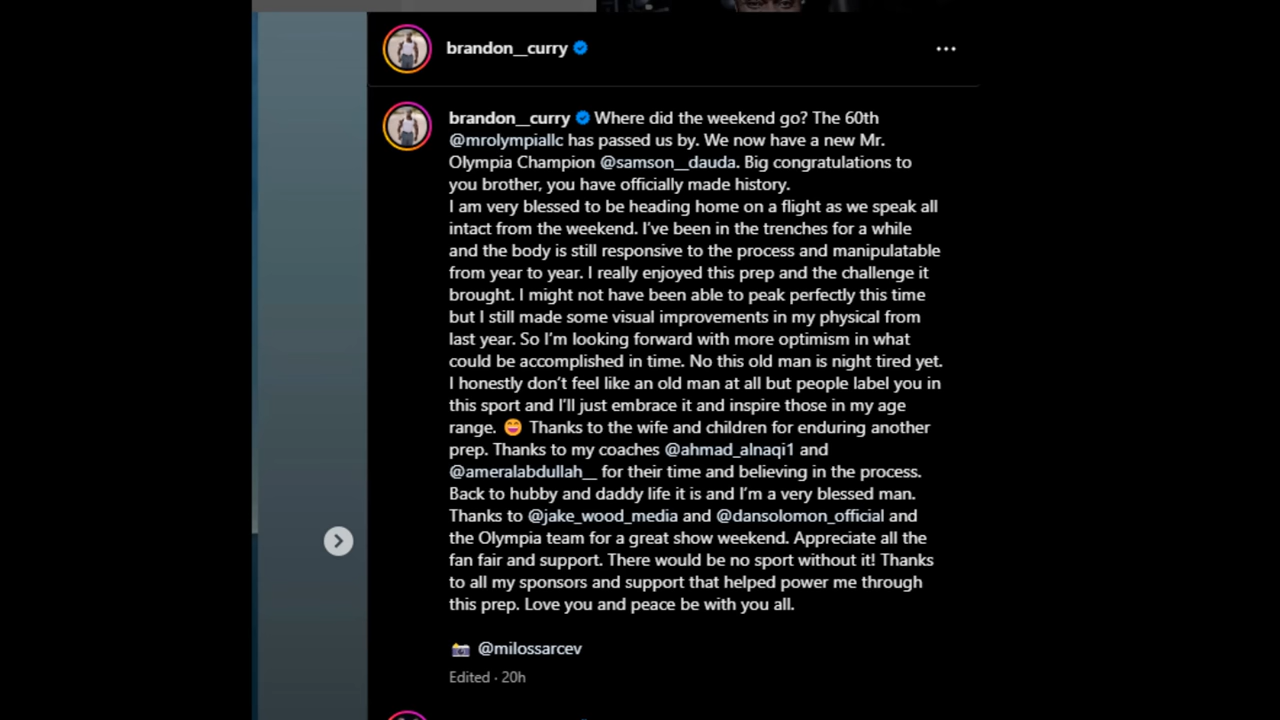 brandon__curry
brandon__curry Where did the weekend go? The 60th
@mrolympiallc has passed us by. We now have a new Mr.
Olympia Champion @samson__dauda. Big congratulations to
you brother, you have officially made history.
I am very blessed to be heading home on a flight as we speak all
intact from the weekend. I've been in the trenches for a while
and the body is still responsive to the process and manipulatable
from year to year. I really enjoyed this prep and the challenge it
brought. I might not have been able to peak perfectly this time
but I still made some visual improvements in my physical from
last year. So I'm looking forward with more optimism in what
could be accomplished in time. No this old man is night tired yet.
I honestly don't feel like an old man at all but people label you in
this sport and I'll just embrace it and inspire those in my age
range. 😄 Thanks to the wife and children for enduring another
prep. Thanks to my coaches @ahmad_alnaqi1 and
@ameralabdullah__ for their time and believing in the process.
Back to hubby and daddy life it is and I'm a very blessed man.
Thanks to @jake_wood_media and @dansolomon_official and
the Olympia team for a great show weekend. Appreciate all the
fan fair and support. There would be no sport without it! Thanks
to all my sponsors and support that helped power me through
this prep. Love you and peace be with you all.
📸 @milossarcev
Edited · 20h